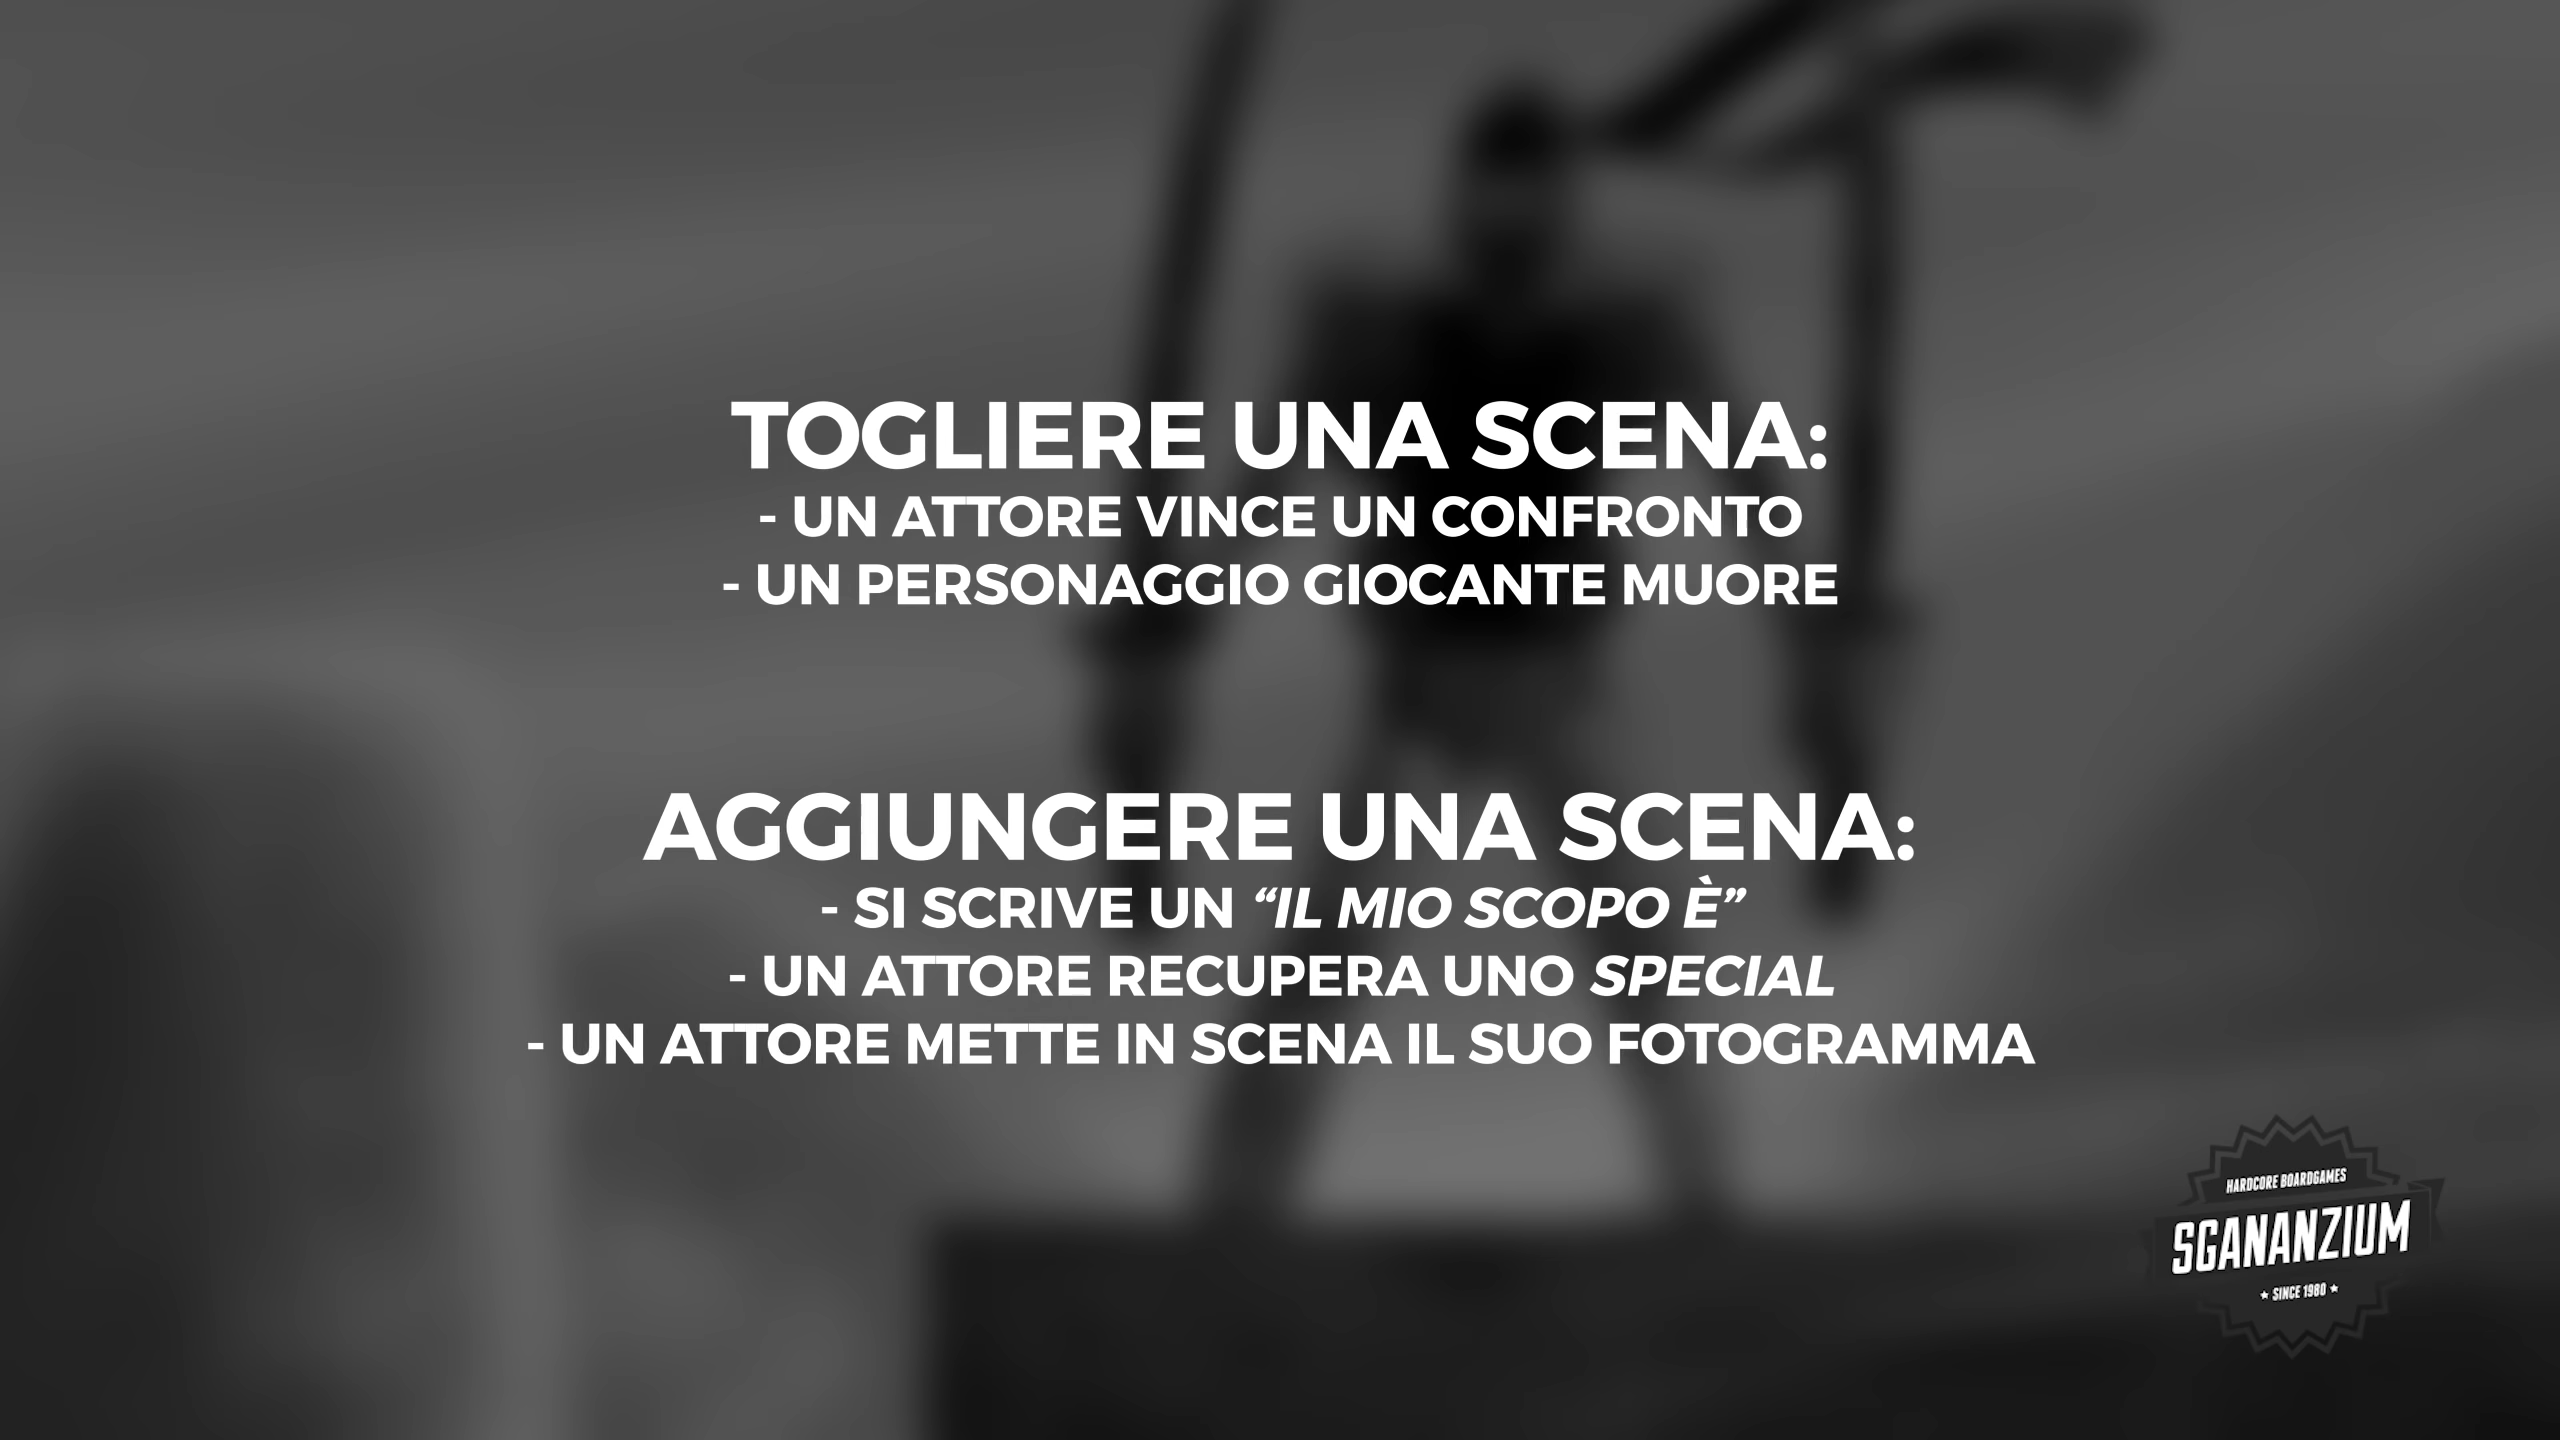 TOGLIERE UNA SCENA:
- UN ATTORE VINCE UN CONFRONTO
- UN PERSONAGGIO GIOCANTE MUORE
AGGIUNGERE UNA SCENA:
- SI SCRIVE UN “IL MIO SCOPO È”
- UN ATTORE RECUPERA UNO SPECIAL
- UN ATTORE METTE IN SCENA IL SUO FOTOGRAMMA
HARDCORE BOARDGAMES
SGANANZIUM
★ SINCE 1980 ★